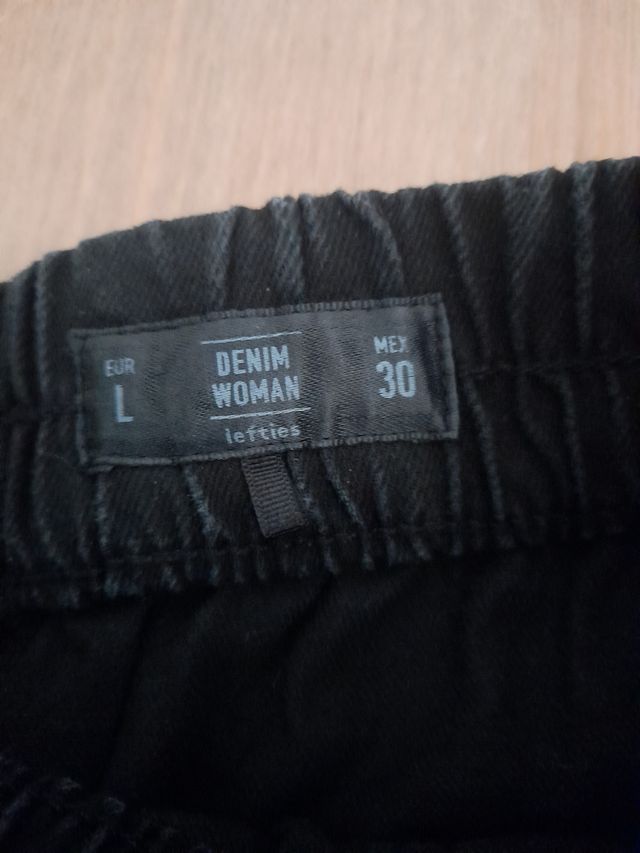 EUR
L
DENIM
WOMAN
lefties
MEX
30